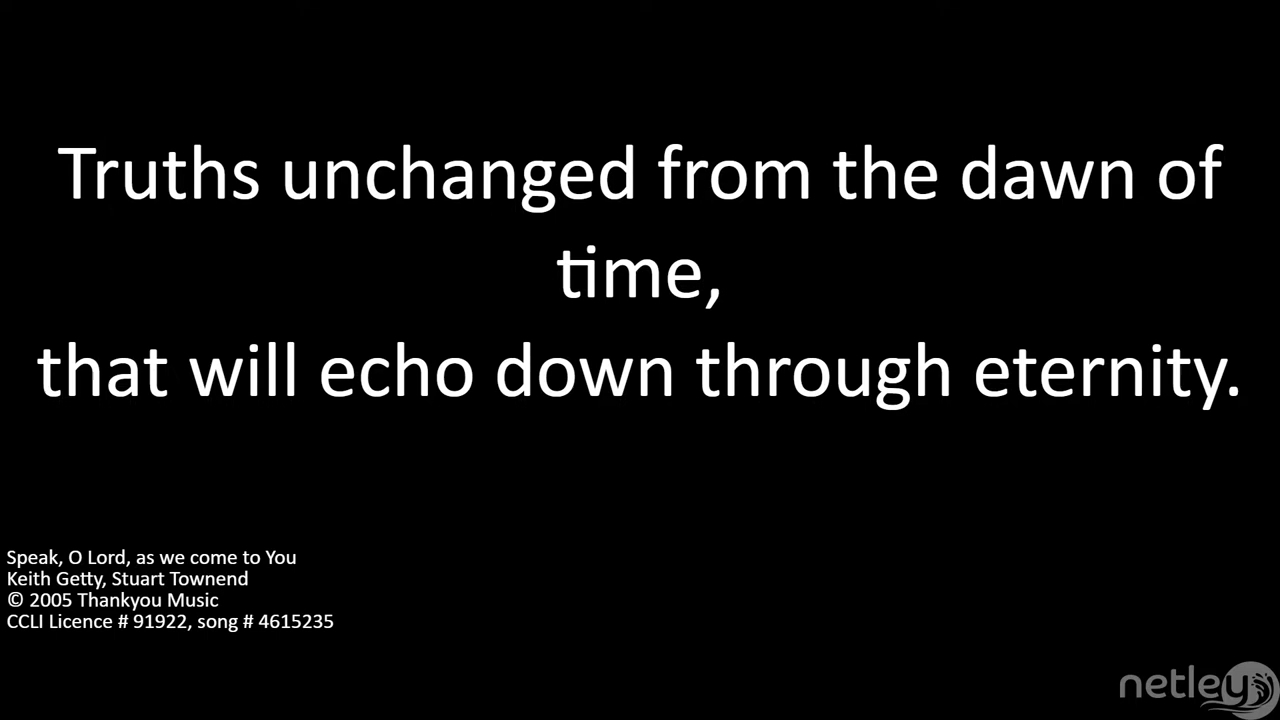 Truths unchanged from the dawn of
time,
that will echo down through eternity.
Speak, O Lord, as we come to You
Keith Getty, Stuart Townend
© 2005 Thankyou Music
CCLI Licence # 91922, song # 4615235
netley